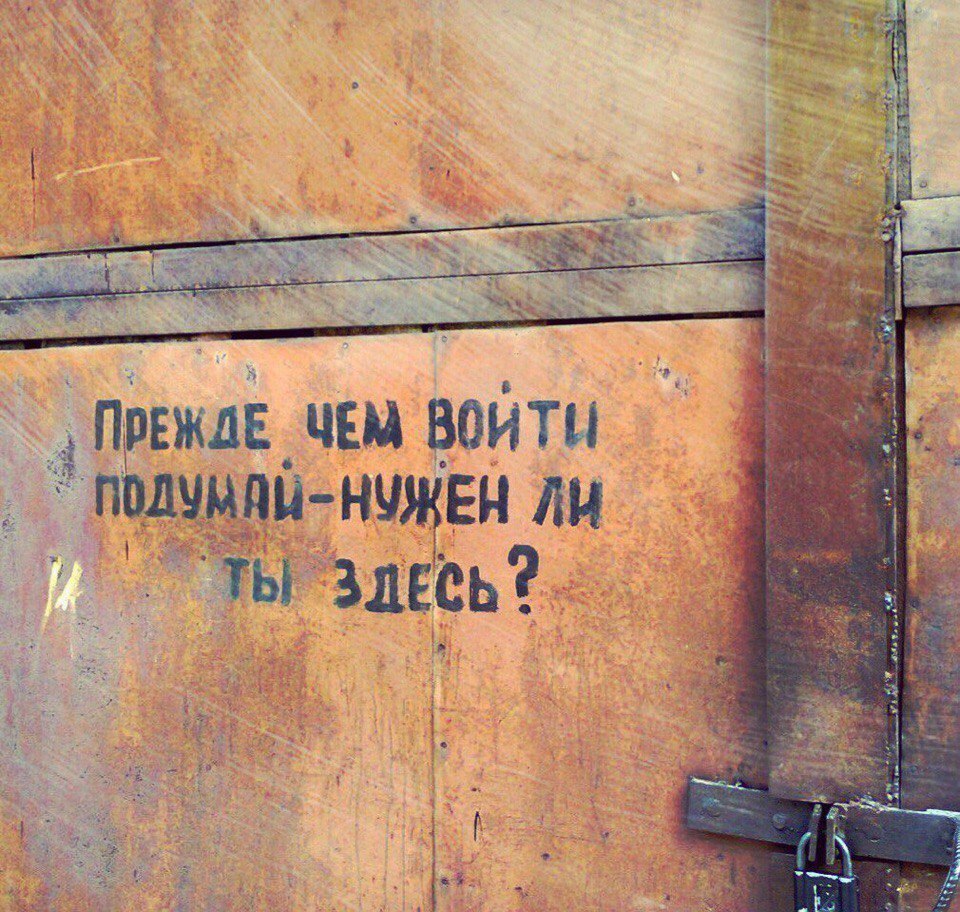 Прежде чем войти
подумай-нужен ли
ты здесь?